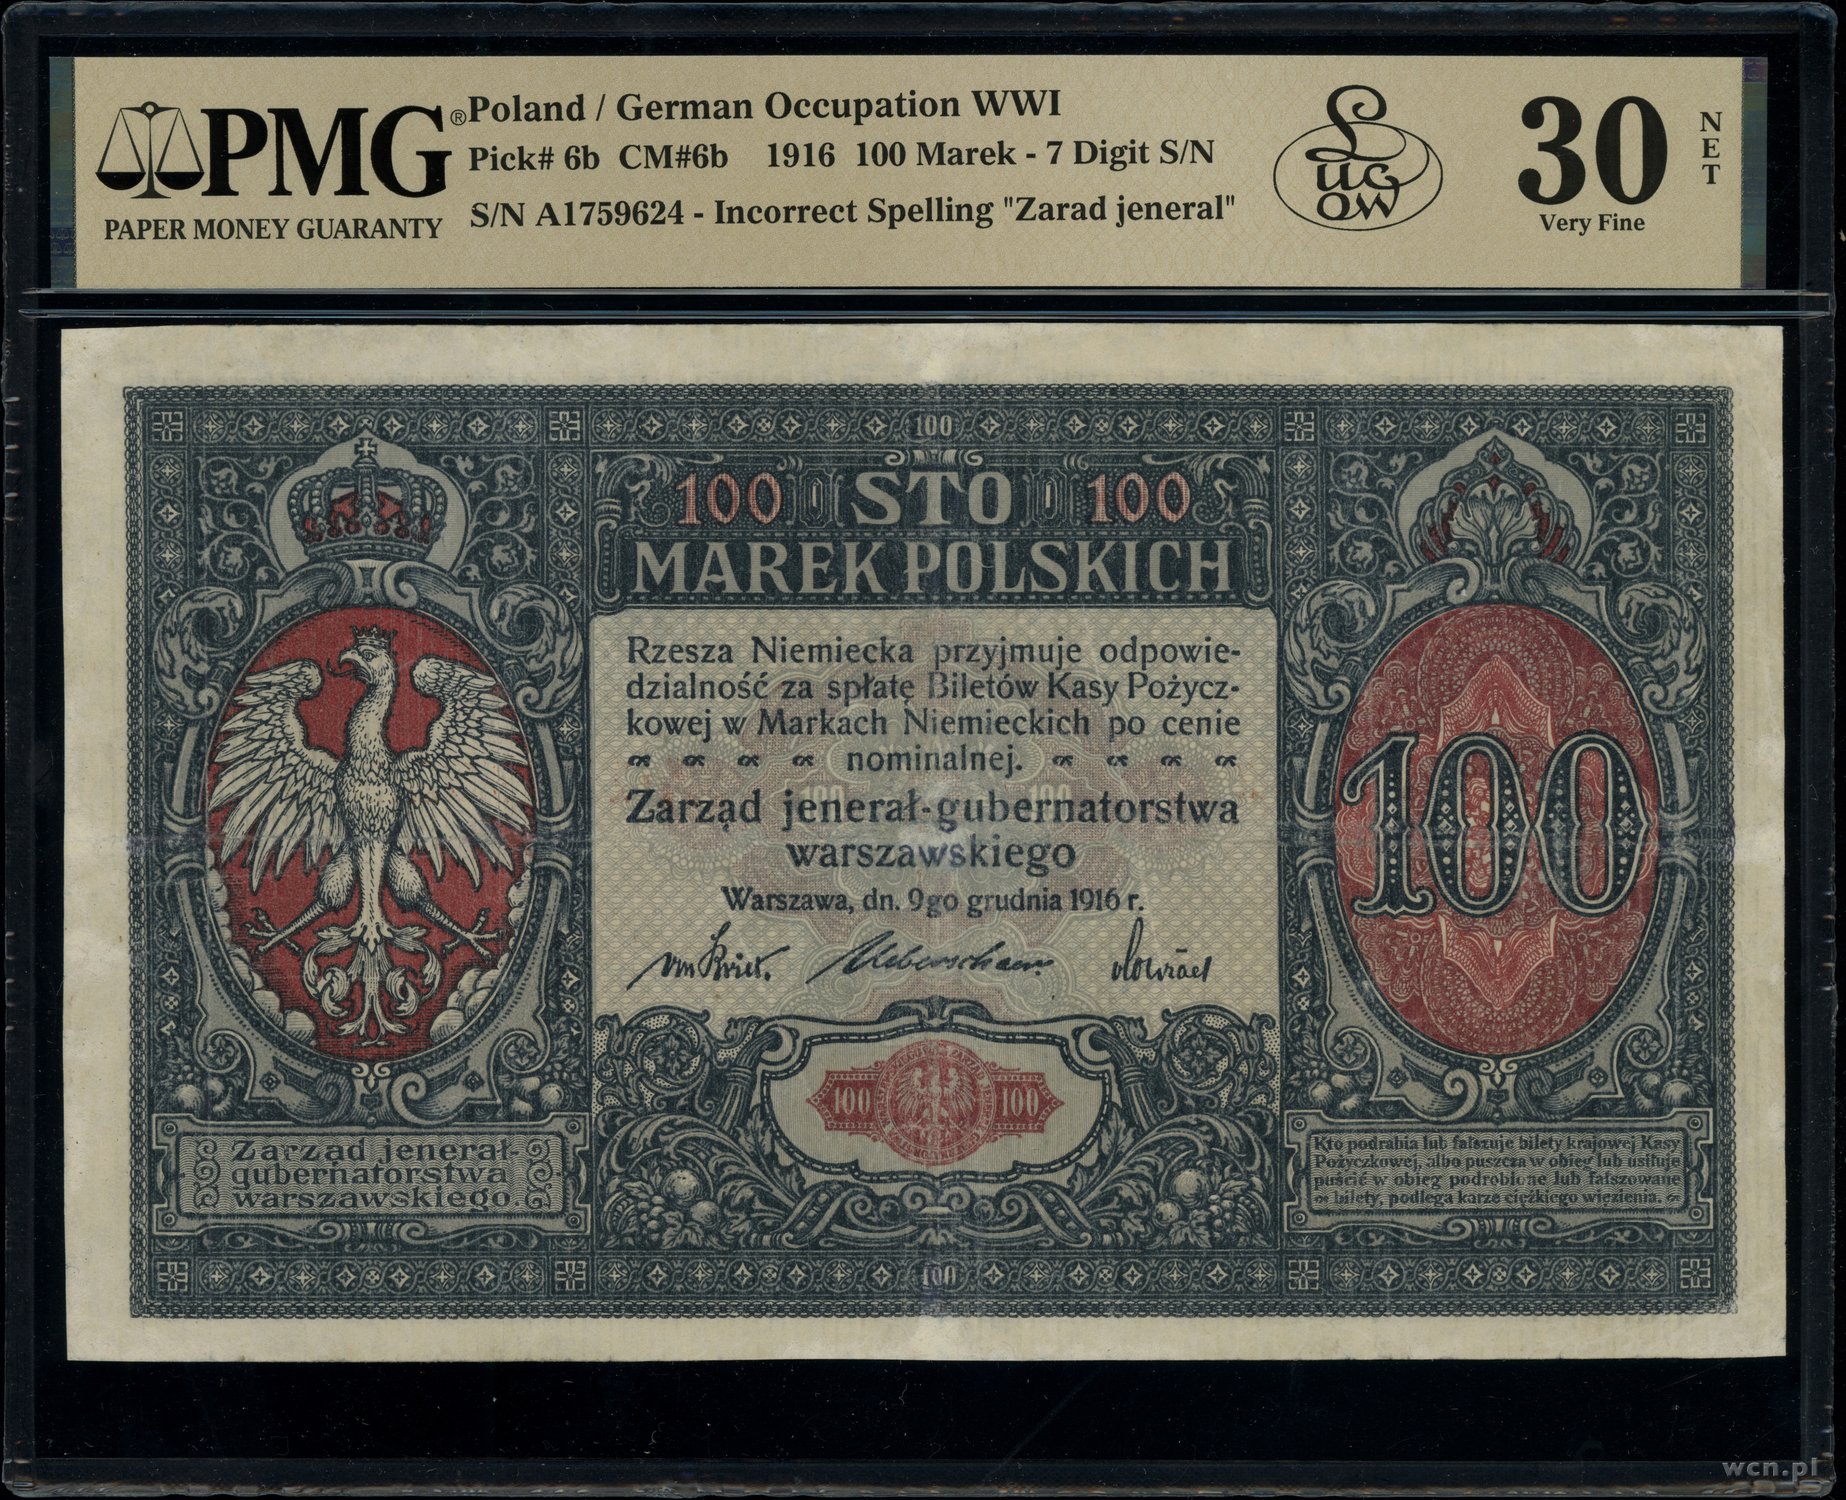 PMG®
PAPER MONEY GUARANTY
Poland / German Occupation WWI
Pick# 6b CM#6b 1916 100 Marek - 7 Digit S/N
S/N A1759624 - Incorrect Spelling "Zarad jeneral"
Lucow
30
NET
Very Fine
100
100 STO 100
MAREK POLSKICH
Rzesza Niemiecka przyjmuje odpowie-
dzialność za spłatę Biletów Kasy Pożycz-
kowej w Markach Niemieckich po cenie
nominalnej.
Zarząd jenerał-gubernatorstwa
warszawskiego
Warszawa, dn. 9go grudnia 1916 r.
100
100 100
Zarząd jenerał-
gubernatorstwa
warszawskiego.
Kto podrabia lub fałszuje bilety krajowej Kasy
Pożyczkowej, albo puszcza w obieg lub usiłuje
puścić w obieg podrobione lub fałszowane
bilety, podlega karze ciężkiego więzienia.
100
wcn.pl